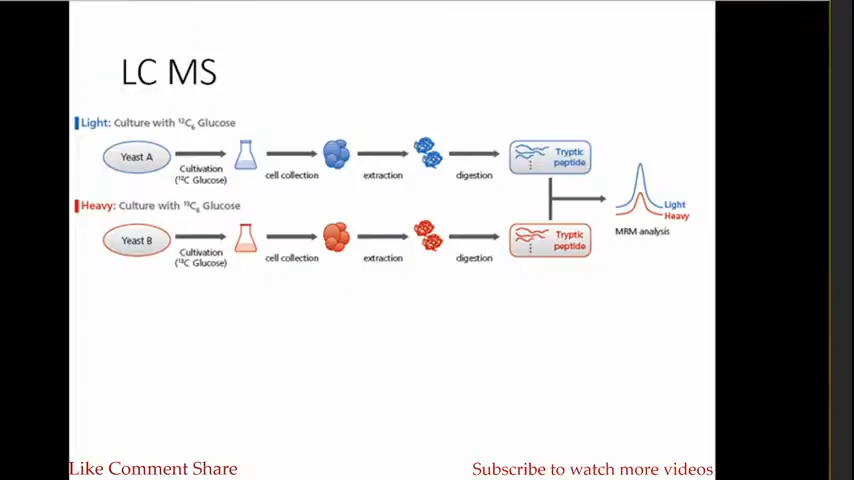 LC MS
Light: Culture with ¹²C₆ Glucose
Yeast A
Cultivation
(¹²C Glucose)
cell collection
extraction
digestion
Tryptic
peptide
Heavy: Culture with ¹³C₆ Glucose
Yeast B
Cultivation
(¹³C Glucose)
cell collection
extraction
digestion
Tryptic
peptide
Light
Heavy
MRM analysis
Like Comment Share
Subscribe to watch more videos